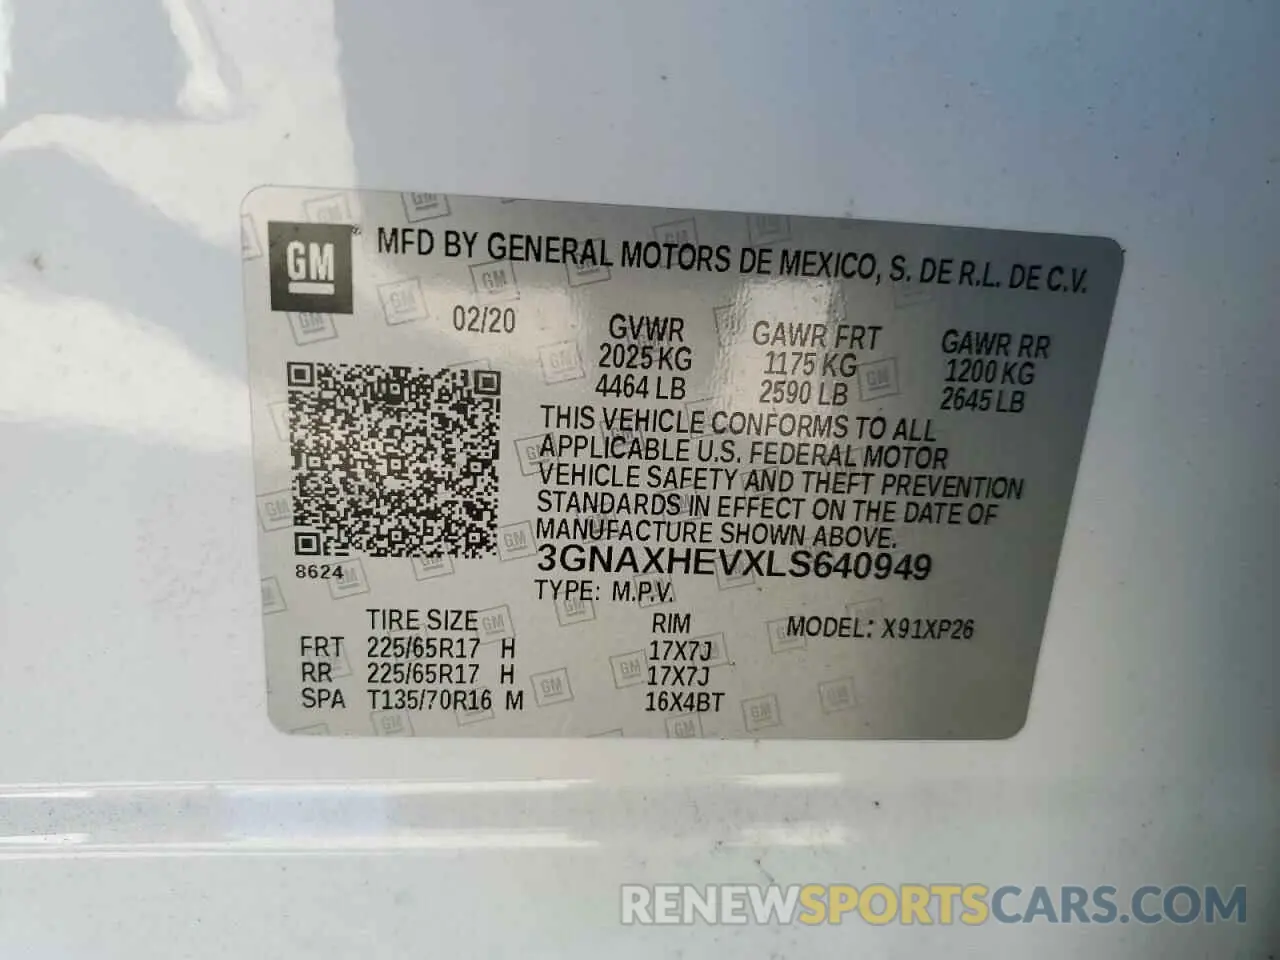 GM ®
MFD BY GENERAL MOTORS DE MEXICO, S. DE R.L. DE C.V.
02/20
GVWR
2025 KG
4464 LB
GAWR FRT
1175 KG
2590 LB
GAWR RR
1200 KG
2645 LB
THIS VEHICLE CONFORMS TO ALL
APPLICABLE U.S. FEDERAL MOTOR
VEHICLE SAFETY AND THEFT PREVENTION
STANDARDS IN EFFECT ON THE DATE OF
MANUFACTURE SHOWN ABOVE.
8624
3GNAXHEVXLS640949
TYPE: M.P.V.
TIRE SIZE RIM MODEL: X91XP26
FRT 225/65R17 H 17X7J
RR 225/65R17 H 17X7J
SPA T135/70R16 M 16X4BT
RENEWSPORTSCARS.COM